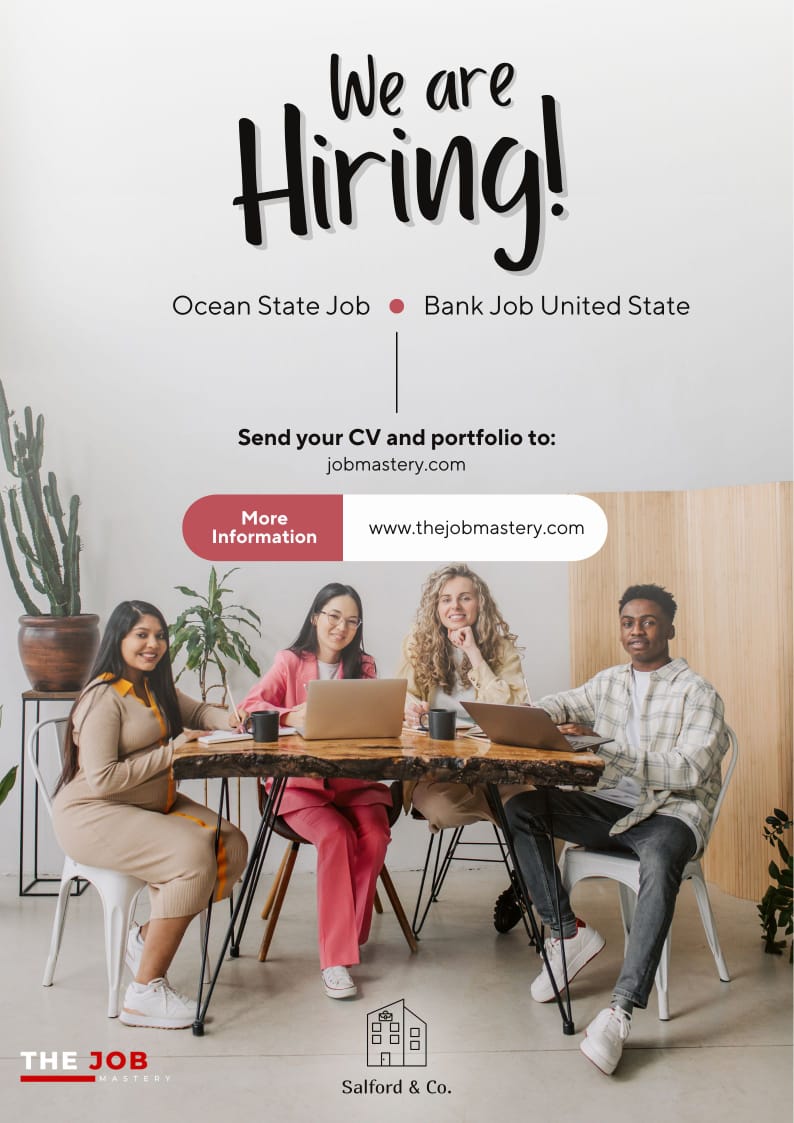 We are
Hiring!
Ocean State Job
Bank Job United State
Send your CV and portfolio to:
jobmastery.com
More
Information
www.thejobmastery.com
THE JOB
MASTERY
Salford & Co.